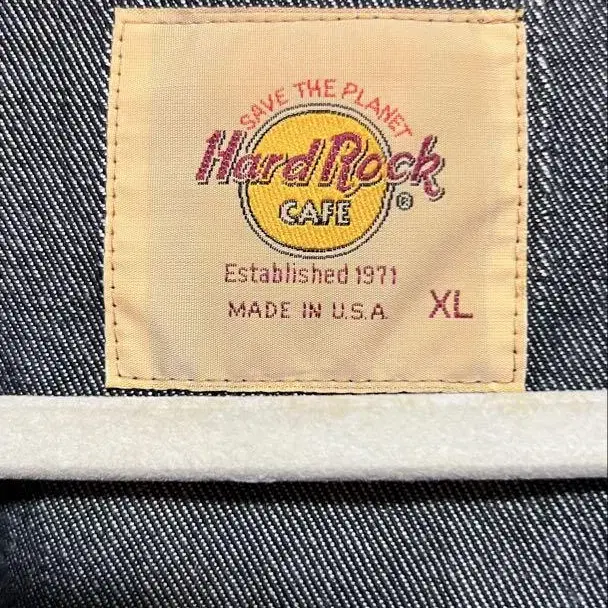 SAVE THE PLANET
Hard Rock
CAFE
®
Established 1971
MADE IN U.S.A. XL